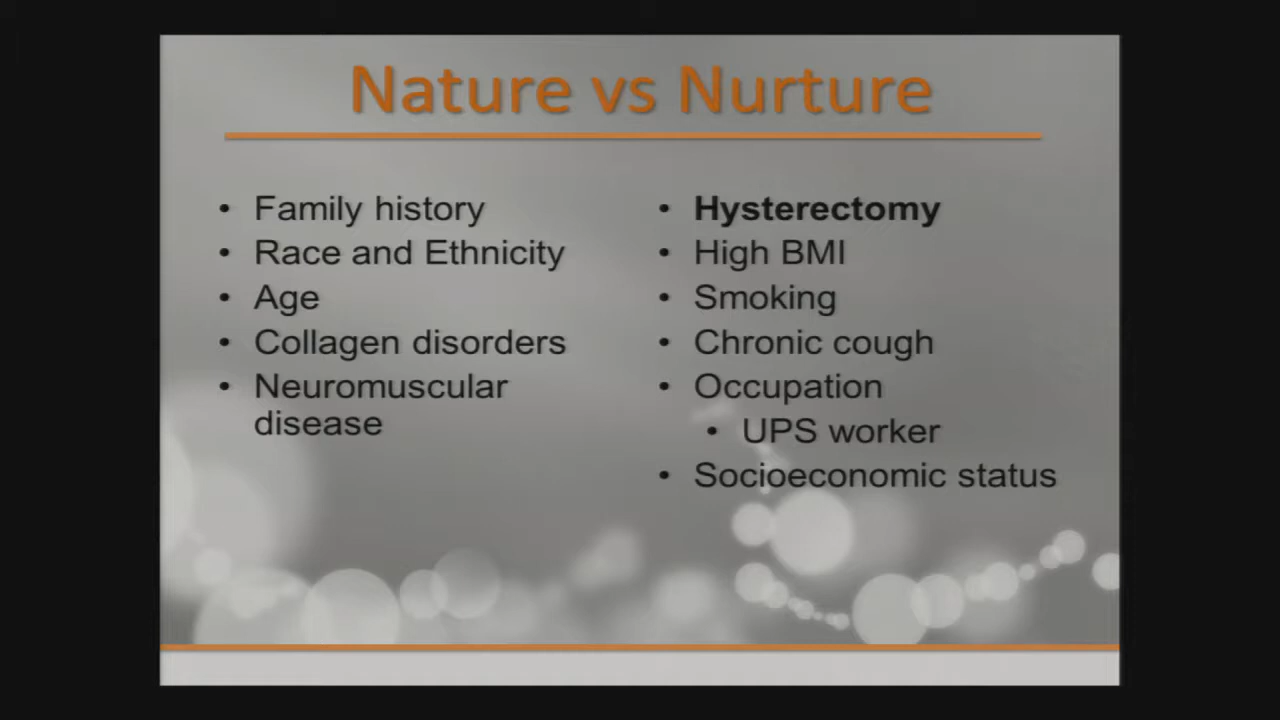 Nature vs Nurture
• Family history
• Race and Ethnicity
• Age
• Collagen disorders
• Neuromuscular
disease
• Hysterectomy
• High BMI
• Smoking
• Chronic cough
• Occupation
• UPS worker
• Socioeconomic status